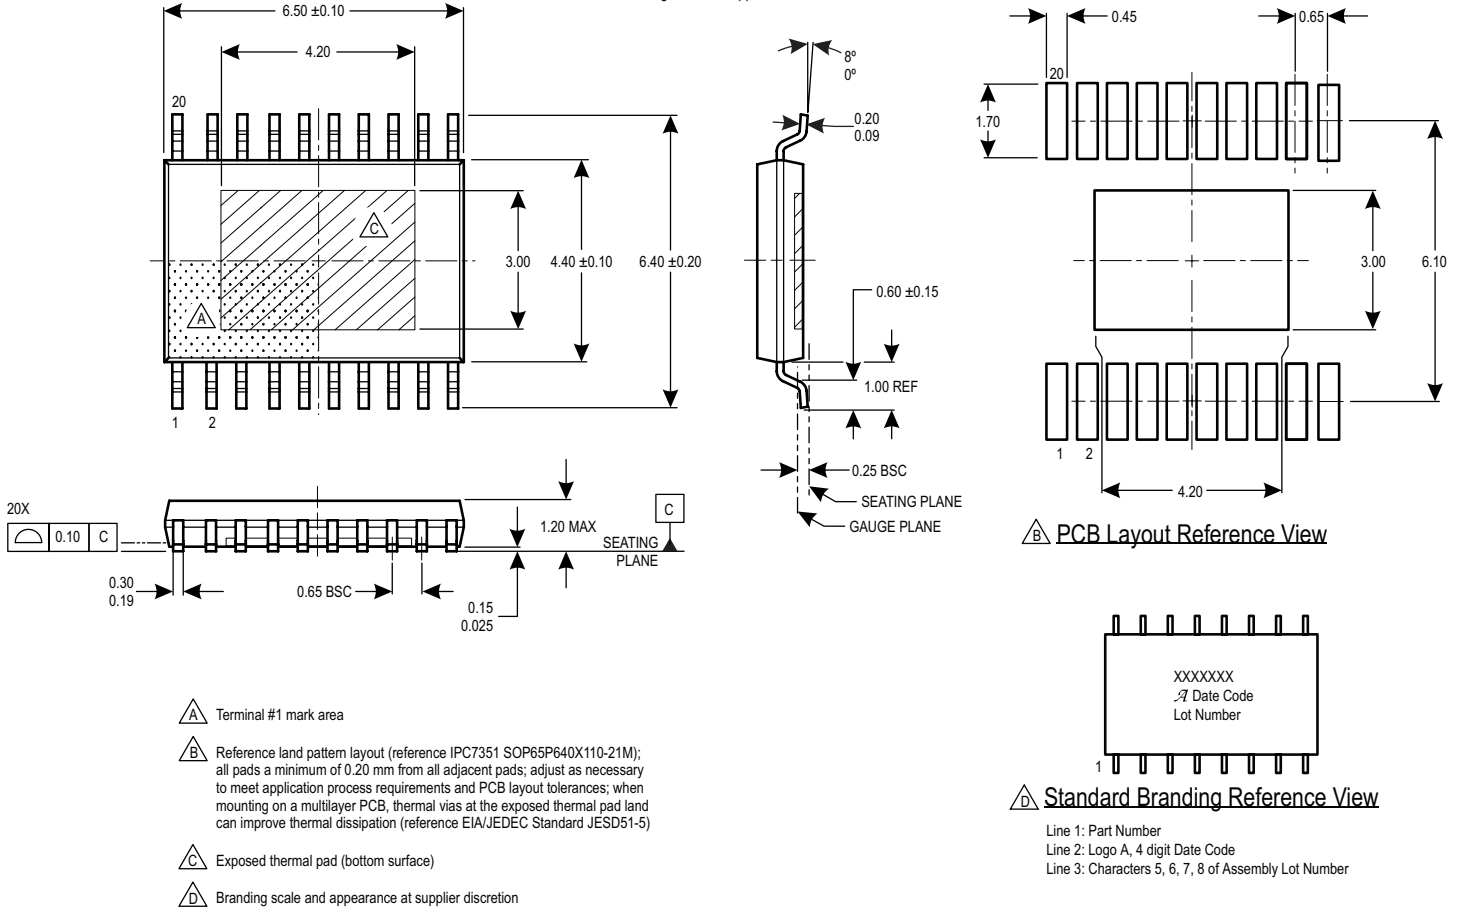 6.50 ±0.10
4.20
20
C
A
3.00
4.40 ±0.10
6.40 ±0.20
1
2
8º
0º
0.20
0.09
0.60 ±0.15
1.00 REF
0.25 BSC
SEATING PLANE
GAUGE PLANE
0.45
0.65
20
1.70
3.00
6.10
1
2
4.20
B PCB Layout Reference View
20X
0.10
C
0.30
0.19
0.65 BSC
0.15
0.025
1.20 MAX
SEATING
PLANE
C
XXXXXXX
A Date Code
Lot Number
1
D Standard Branding Reference View
Line 1: Part Number
Line 2: Logo A, 4 digit Date Code
Line 3: Characters 5, 6, 7, 8 of Assembly Lot Number
A Terminal #1 mark area
B Reference land pattern layout (reference IPC7351 SOP65P640X110-21M);
all pads a minimum of 0.20 mm from all adjacent pads; adjust as necessary
to meet application process requirements and PCB layout tolerances; when
mounting on a multilayer PCB, thermal vias at the exposed thermal pad land
can improve thermal dissipation (reference EIA/JEDEC Standard JESD51-5)
C Exposed thermal pad (bottom surface)
D Branding scale and appearance at supplier discretion